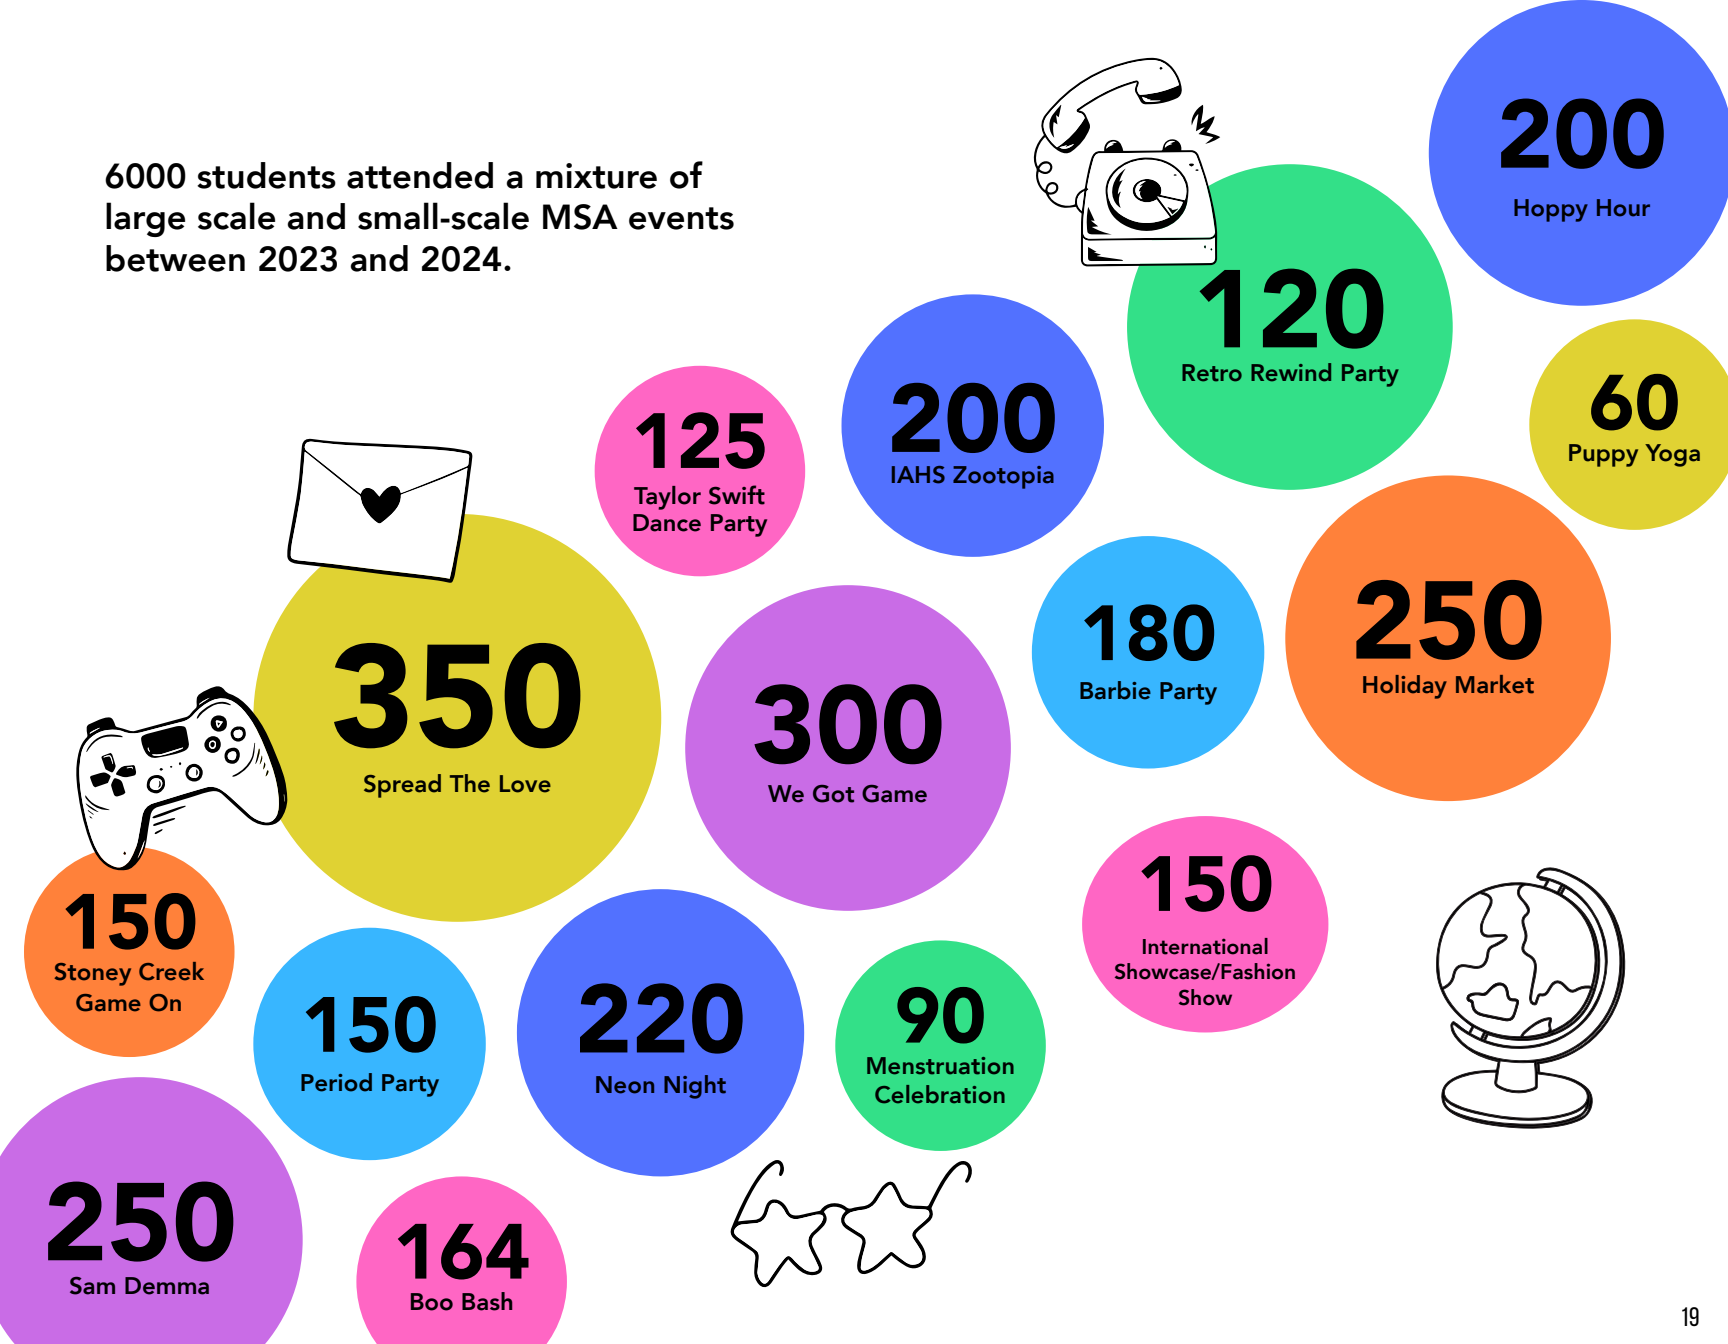 6000 students attended a mixture of
large scale and small-scale MSA events
between 2023 and 2024.
200
Hoppy Hour
120
Retro Rewind Party
60
Puppy Yoga
200
IAHS Zootopia
125
Taylor Swift
Dance Party
350
Spread The Love
300
We Got Game
180
Barbie Party
250
Holiday Market
150
Stoney Creek
Game On
150
Period Party
220
Neon Night
90
Menstruation
Celebration
150
International
Showcase/Fashion
Show
250
Sam Demma
164
Boo Bash
19